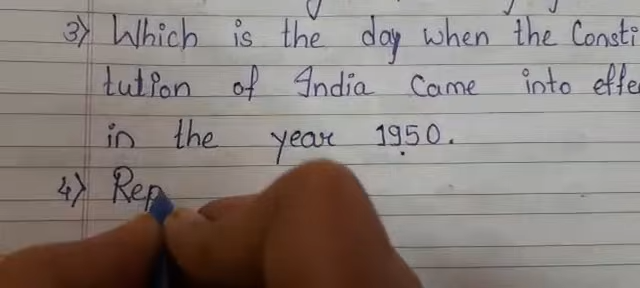 3) Which is the day when the Consti
tution of India Came into effe
in the year 1950.
4) Rep